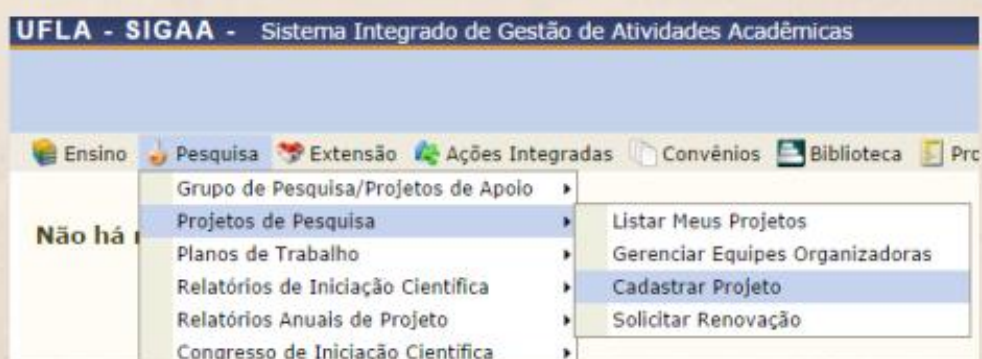 UFLA - SIGAA - Sistema Integrado de Gestão de Atividades Acadêmicas
Ensino Pesquisa Extensão Ações Integradas Convênios Biblioteca Pro
Não há
Grupo de Pesquisa/Projetos de Apoio
Projetos de Pesquisa
Planos de Trabalho
Relatórios de Iniciação Científica
Relatórios Anuais de Projeto
Congresso de Iniciação Científica
Listar Meus Projetos
Gerenciar Equipes Organizadoras
Cadastrar Projeto
Solicitar Renovação